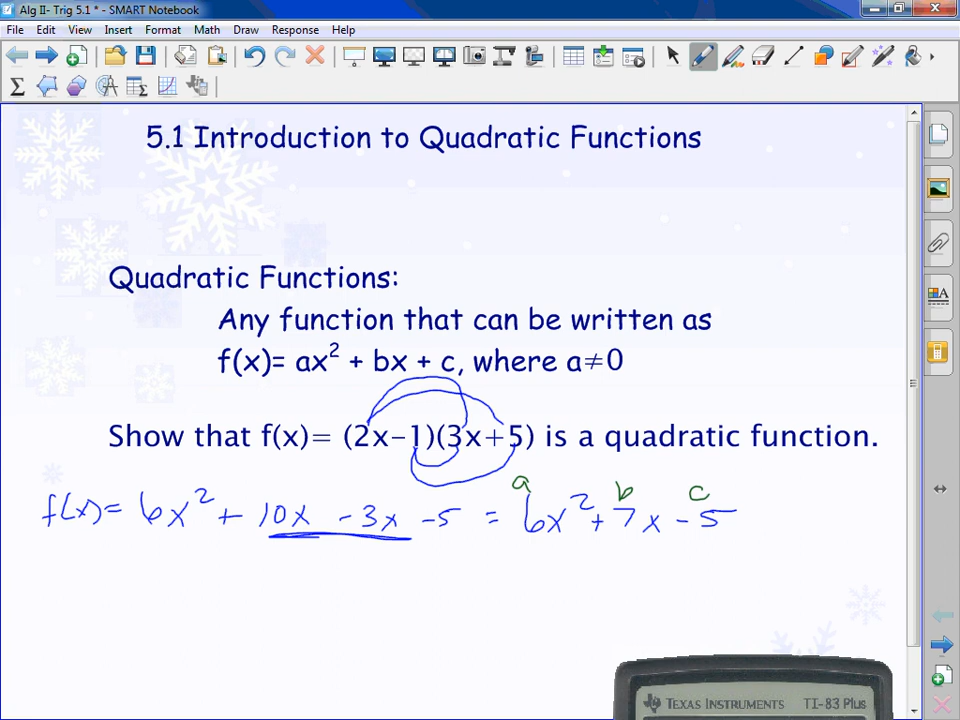 Alg II- Trig 5.1 * - SMART Notebook
File Edit View Insert Format Math Draw Response Help
5.1 Introduction to Quadratic Functions
Quadratic Functions:
Any function that can be written as
f(x)= ax² + bx + c, where a≠0
Show that f(x)= (2x-1)(3x+5) is a quadratic function.
a b c
f(x)= 6x² + 10x - 3x - 5 = 6x² + 7x - 5
TEXAS INSTRUMENTS TI-83 Plus